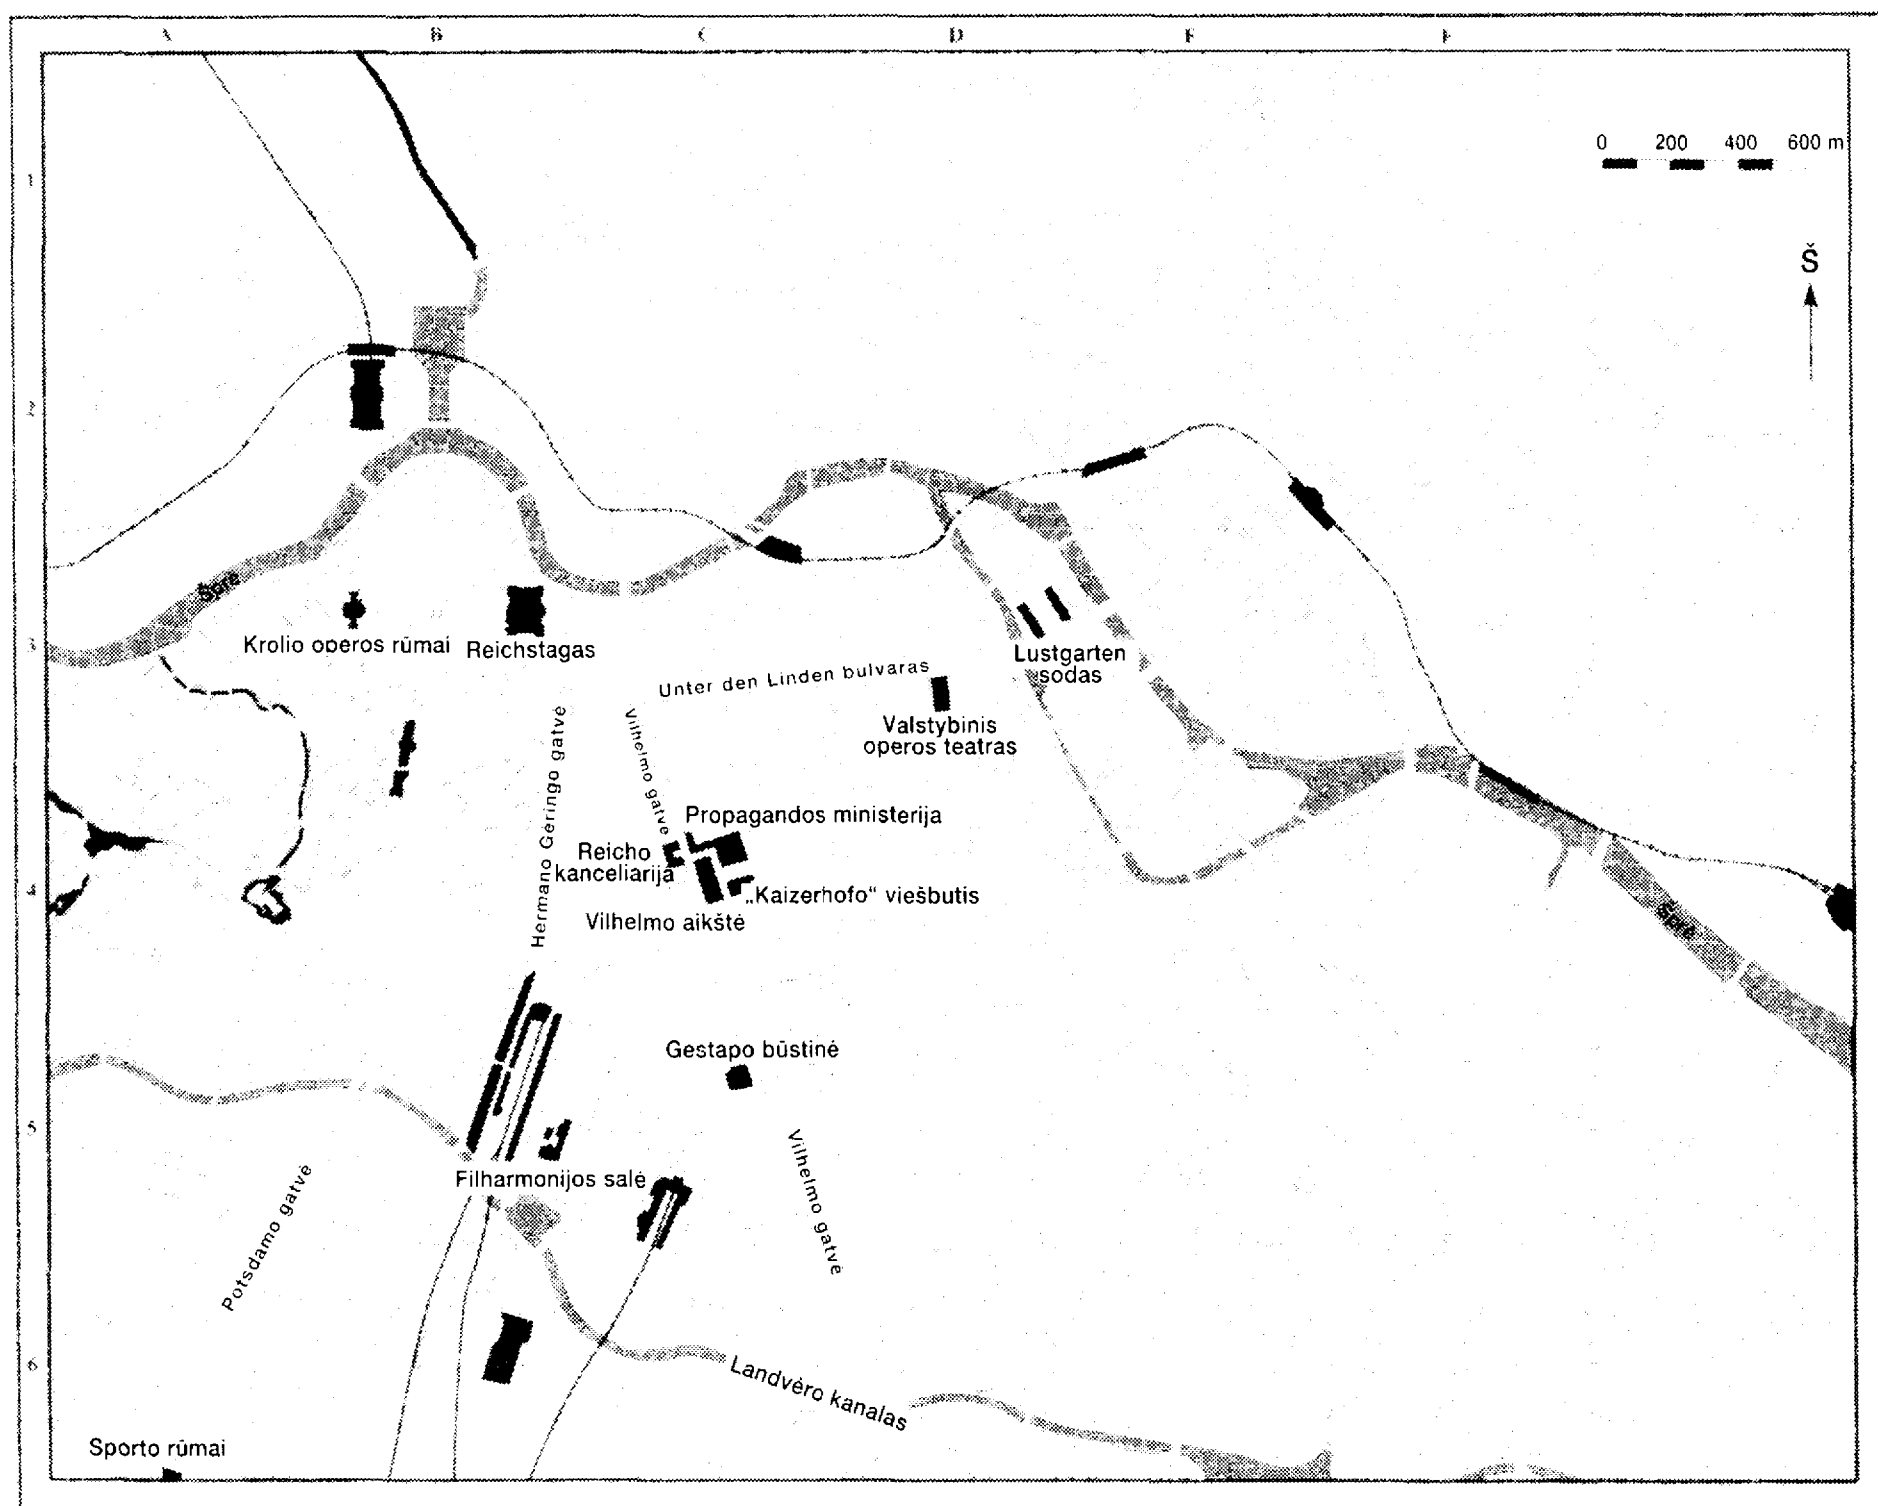 A B C D E F
0 200 400 600 m
1
Š
2
Šprė
Krolio operos rūmai
Reichstagas
3
Lustgarten
sodas
Unter den Linden bulvaras
Valstybinis
operos teatras
Hermano Gėringo gatvė
Vilhelmo gatvė
Propagandos ministerija
Reicho
kanceliarija
„Kaizerhofo“ viešbutis
Vilhelmo aikštė
4
Šprė
Gestapo būstinė
5
Filharmonijos salė
Vilhelmo gatvė
Potsdamo gatvė
6
Landvėro kanalas
Sporto rūmai